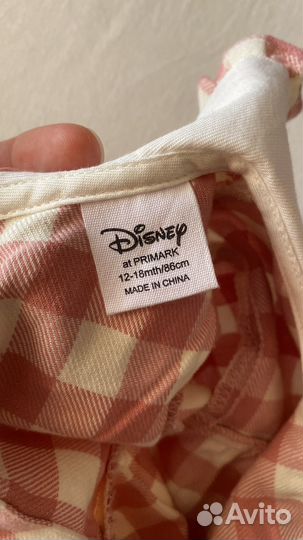 Disney
at PRIMARK
12-18mth/86cm
MADE IN CHINA
Avito